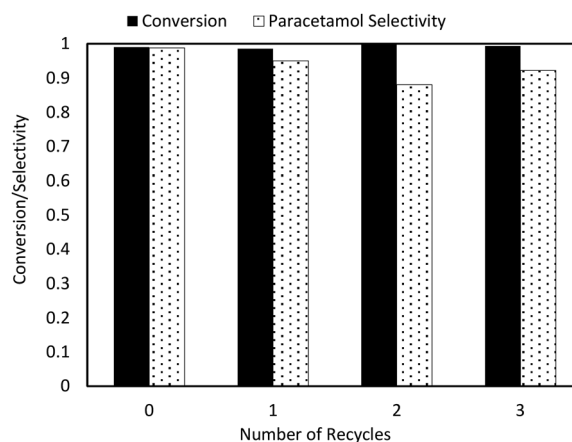 Conversion Paracetamol Selectivity
1
0.9
0.8
0.7
0.6
0.5
0.4
0.3
0.2
0.1
0
Conversion/Selectivity
0 1 2 3
Number of Recycles